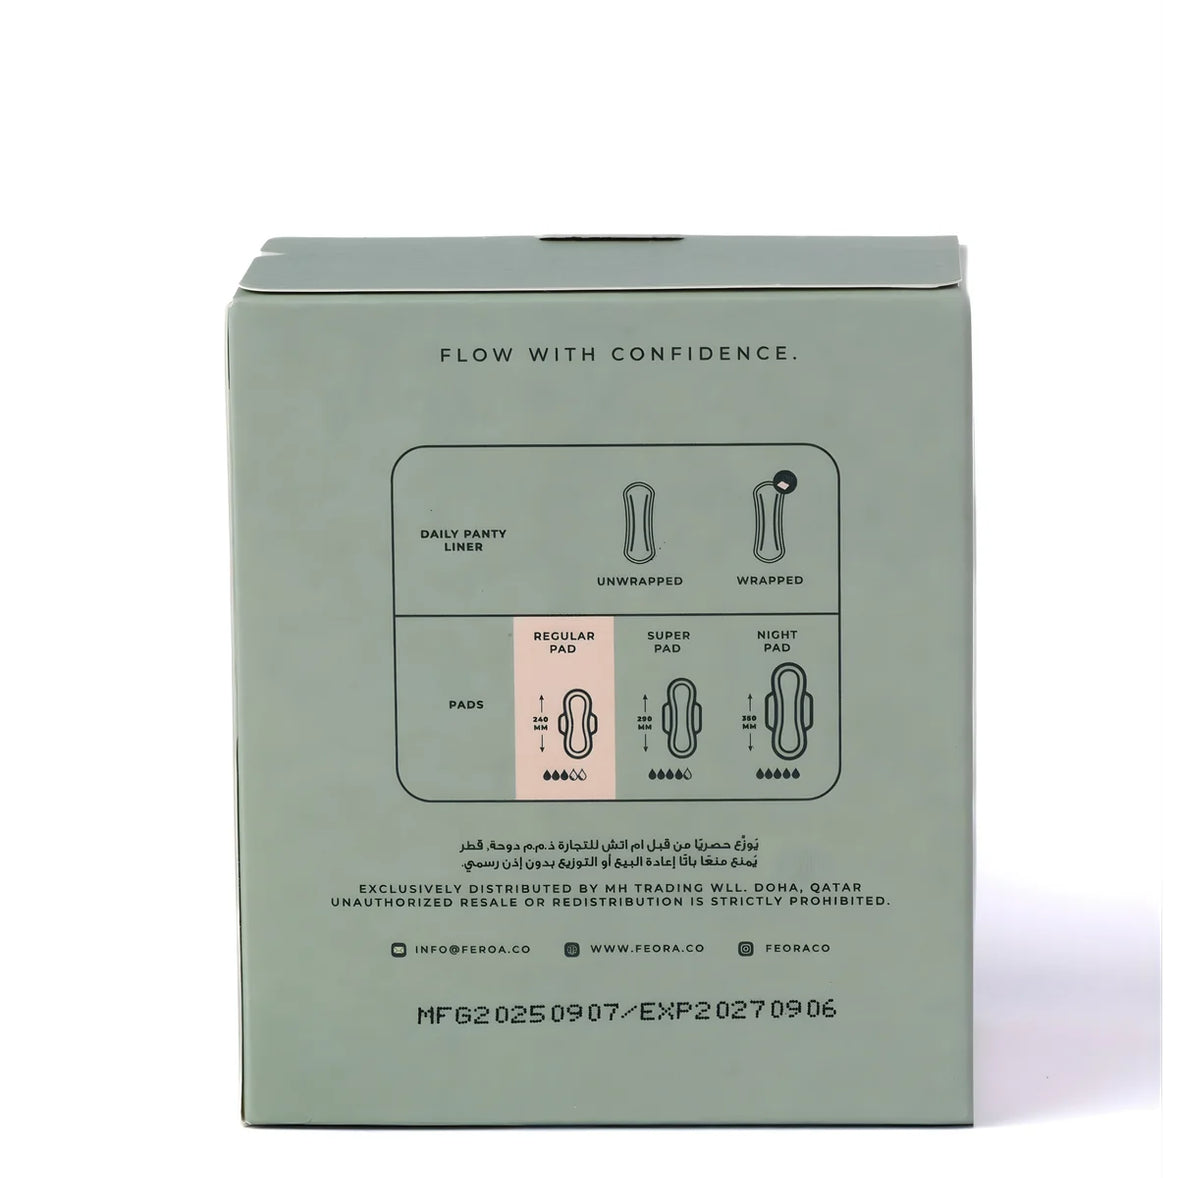 FLOW WITH CONFIDENCE.
DAILY PANTY
LINER
UNWRAPPED
WRAPPED
PADS
REGULAR
PAD
240
MM
SUPER
PAD
290
MM
NIGHT
PAD
350
MM
يُوزَّع حصريًا من قبل ام اتش للتجارة ذ.م.م دوحة, قطر
يُمنع منعًا باتًا إعادة البيع أو التوزيع بدون إذن رسمي.
EXCLUSIVELY DISTRIBUTED BY MH TRADING WLL. DOHA, QATAR
UNAUTHORIZED RESALE OR REDISTRIBUTION IS STRICTLY PROHIBITED.
INFO@FEROA.CO WWW.FEORA.CO FEORACO
MFG20250907/EXP20270906